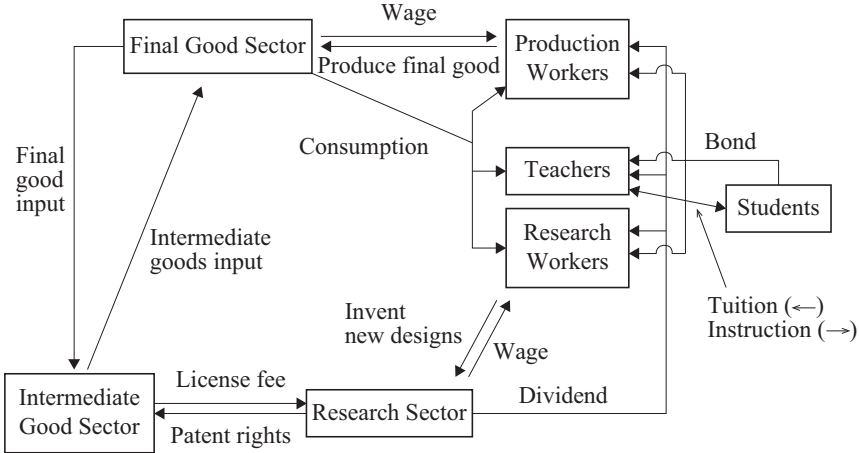 Wage
Final Good Sector
Produce final good
Production
Workers
Consumption
Bond
Teachers
Students
Final
good
input
Intermediate
goods input
Research
Workers
Tuition (←)
Instruction (→)
Invent
new designs
Wage
License fee
Dividend
Intermediate
Good Sector
Research Sector
Patent rights